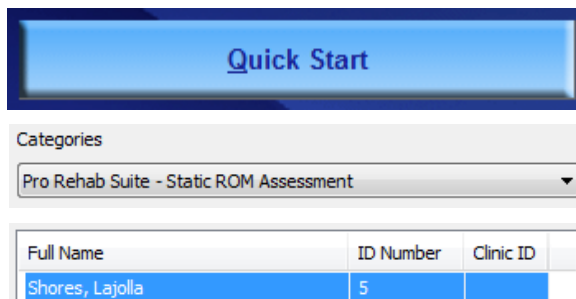 Quick Start
Categories
Pro Rehab Suite - Static ROM Assessment
Full Name ID Number Clinic ID
Shores, Lajolla 5